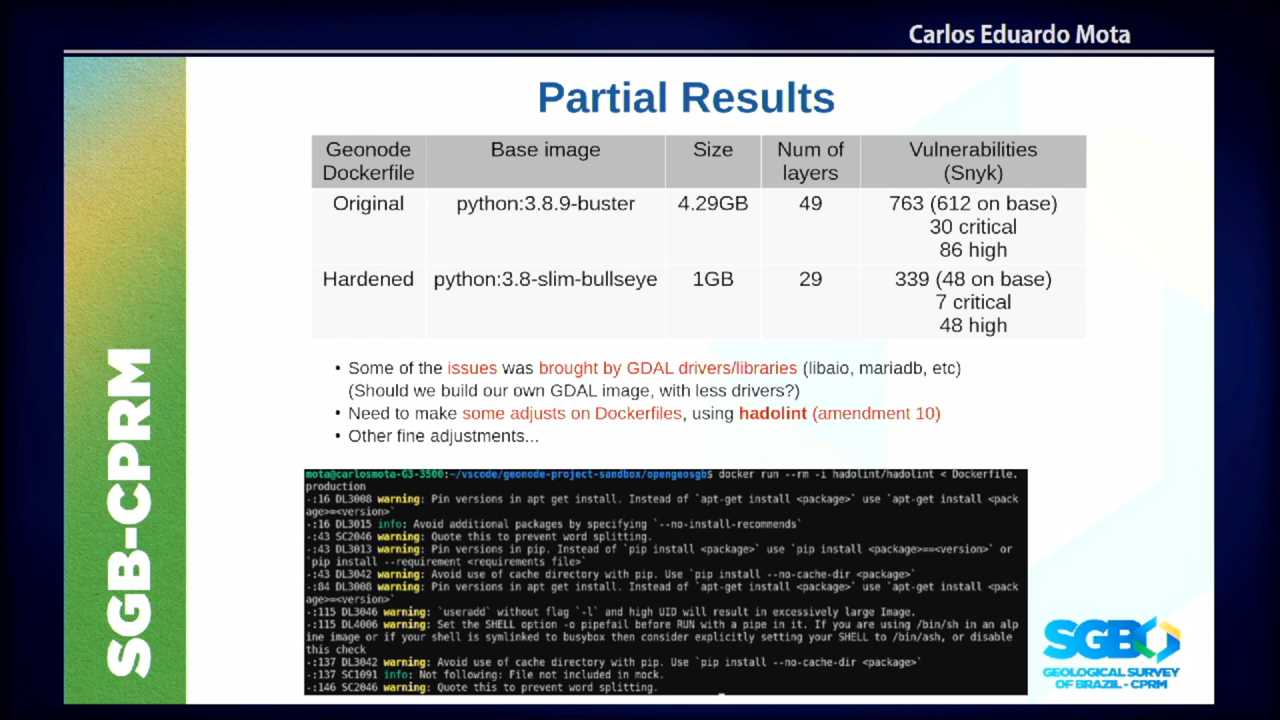 Carlos Eduardo Mota
SGB-CPRM
Partial Results
Geonode Dockerfile | Base image | Size | Num of layers | Vulnerabilities (Snyk)
Original | python:3.8.9-buster | 4.29GB | 49 | 763 (612 on base)
30 critical
86 high
Hardened | python:3.8-slim-bullseye | 1GB | 29 | 339 (48 on base)
7 critical
48 high
• Some of the issues was brought by GDAL drivers/libraries (libaio, mariadb, etc)
(Should we build our own GDAL image, with less drivers?)
• Need to make some adjusts on Dockerfiles, using hadolint (amendment 10)
• Other fine adjustments...
mota@carlosmota-G3-3500:~/vscode/geonode-project-sandbox/opengeosgb$ docker run --rm -i hadolint/hadolint < Dockerfile.
production
-:16 DL3008 warning: Pin versions in apt get install. Instead of `apt-get install <package>` use `apt-get install <pack
age>=<version>`
-:16 DL3015 info: Avoid additional packages by specifying `--no-install-recommends`
-:43 SC2046 warning: Quote this to prevent word splitting.
-:43 DL3013 warning: Pin versions in pip. Instead of `pip install <package>` use `pip install <package>==<version>` or
`pip install --requirement <requirements file>`
-:43 DL3042 warning: Avoid use of cache directory with pip. Use `pip install --no-cache-dir <package>`
-:84 DL3008 warning: Pin versions in apt get install. Instead of `apt-get install <package>` use `apt-get install <pack
age>=<version>`
-:115 DL3046 warning: `useradd` without flag `-l` and high UID will result in excessively large Image.
-:115 DL4006 warning: Set the SHELL option -o pipefail before RUN with a pipe in it. If you are using /bin/sh in an alp
ine image or if your shell is symlinked to busybox then consider explicitly setting your SHELL to /bin/ash, or disable
this check
-:137 DL3042 warning: Avoid use of cache directory with pip. Use `pip install --no-cache-dir <package>`
-:137 SC1091 info: Not following: File not included in mock.
-:146 SC2046 warning: Quote this to prevent word splitting.
SGB
GEOLOGICAL SURVEY
OF BRAZIL - CPRM